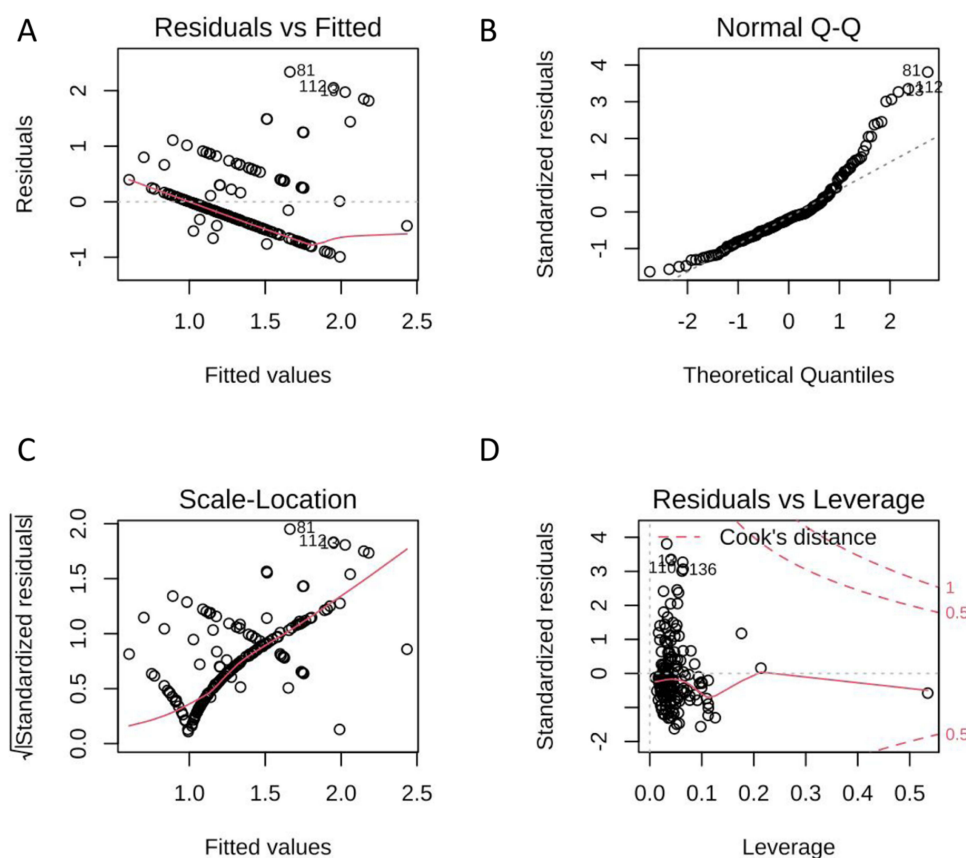 A
Residuals vs Fitted
Residuals
2
1
0
-1
81
112
13
1.0 1.5 2.0 2.5
Fitted values
B
Normal Q-Q
Standardized residuals
4
3
2
1
0
-1
81
112
13
-2 -1 0 1 2
Theoretical Quantiles
C
Scale-Location
√|Standardized residuals|
2.0
1.5
1.0
0.5
0.0
81
112
13
1.0 1.5 2.0 2.5
Fitted values
D
Residuals vs Leverage
Standardized residuals
4
3
2
1
0
-2
Cook's distance
110
136
1
0.5
0.5
0.0 0.1 0.2 0.3 0.4 0.5
Leverage